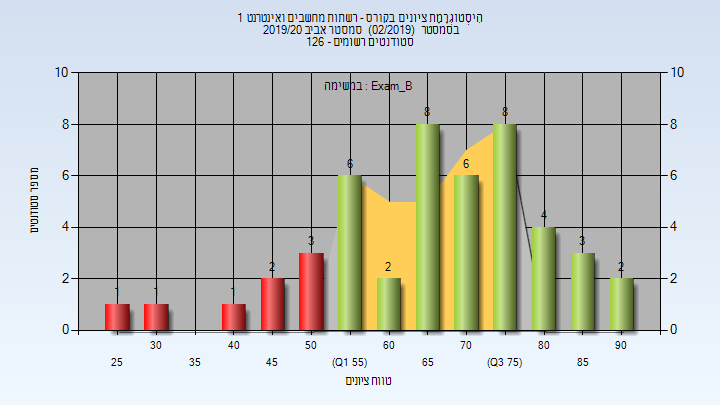 היסטוגרמת ציונים בקורס - רשתות מחשבים ואינטרנט 1
בסמסטר (02/2019) סמסטר אביב 2019/20
סטודנטים רשומים - 126
במשימה : Exam_B
מספר סטודנטים
10 10
8 8
6 6
4 4
2 2
0 0
1 1 1 2 3 6 2 8 6 8 4 3 2
30 40 50 60 70 80 90
25 35 45 (Q1 55) 65 (Q3 75) 85
טווח ציונים